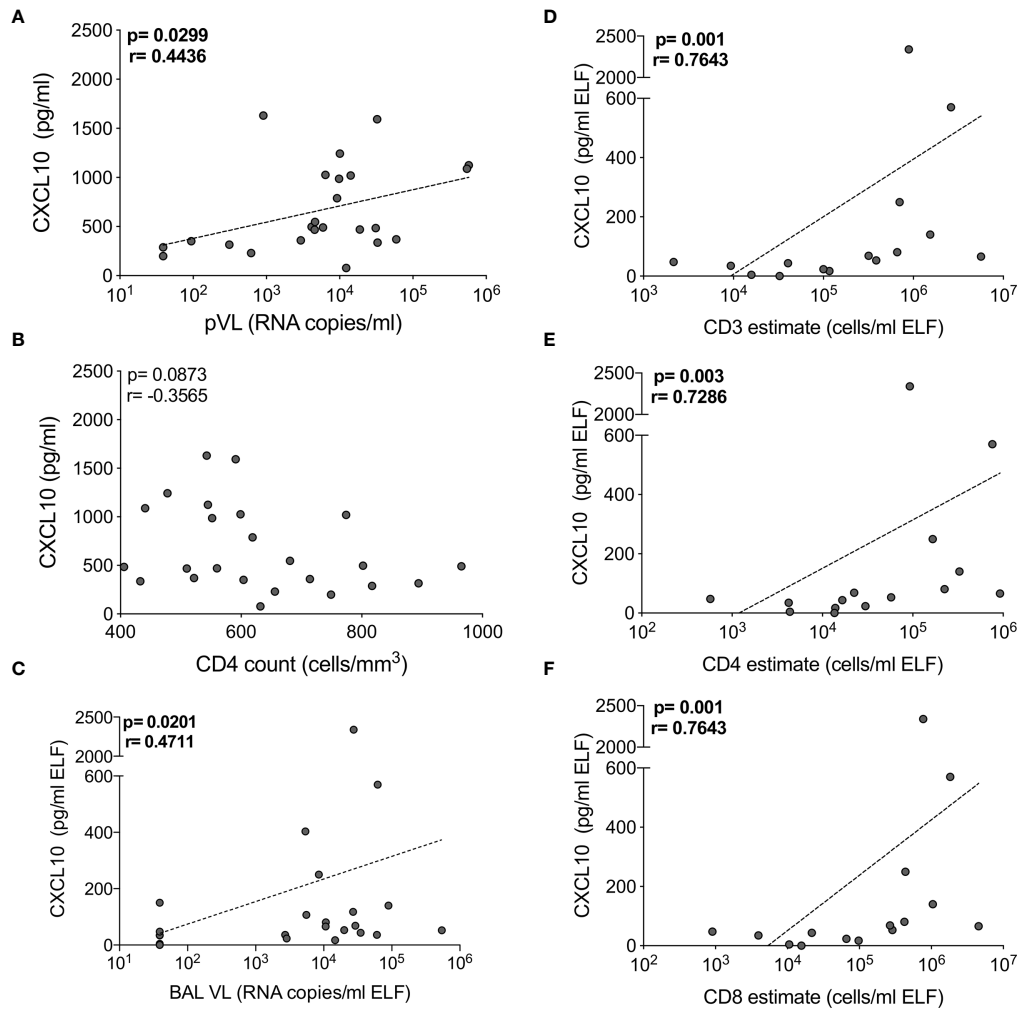 A
p= 0.0299
r= 0.4436
2500
2000
1500
1000
500
0
CXCL10 (pg/ml)
10¹ 10² 10³ 10⁴ 10⁵ 10⁶
pVL (RNA copies/ml)
B
p= 0.0873
r= -0.3565
2500
2000
1500
1000
500
0
CXCL10 (pg/ml)
400 600 800 1000
CD4 count (cells/mm³)
C
p= 0.0201
r= 0.4711
2500
2000
600
400
200
0
CXCL10 (pg/ml ELF)
10¹ 10² 10³ 10⁴ 10⁵ 10⁶
BAL VL (RNA copies/ml ELF)
D
p= 0.001
r= 0.7643
2500
2000
600
400
200
0
CXCL10 (pg/ml ELF)
10³ 10⁴ 10⁵ 10⁶ 10⁷
CD3 estimate (cells/ml ELF)
E
p= 0.003
r= 0.7286
2500
2000
600
400
200
0
CXCL10 (pg/ml ELF)
10² 10³ 10⁴ 10⁵ 10⁶
CD4 estimate (cells/ml ELF)
F
p= 0.001
r= 0.7643
2500
2000
600
400
200
0
CXCL10 (pg/ml ELF)
10² 10³ 10⁴ 10⁵ 10⁶ 10⁷
CD8 estimate (cells/ml ELF)